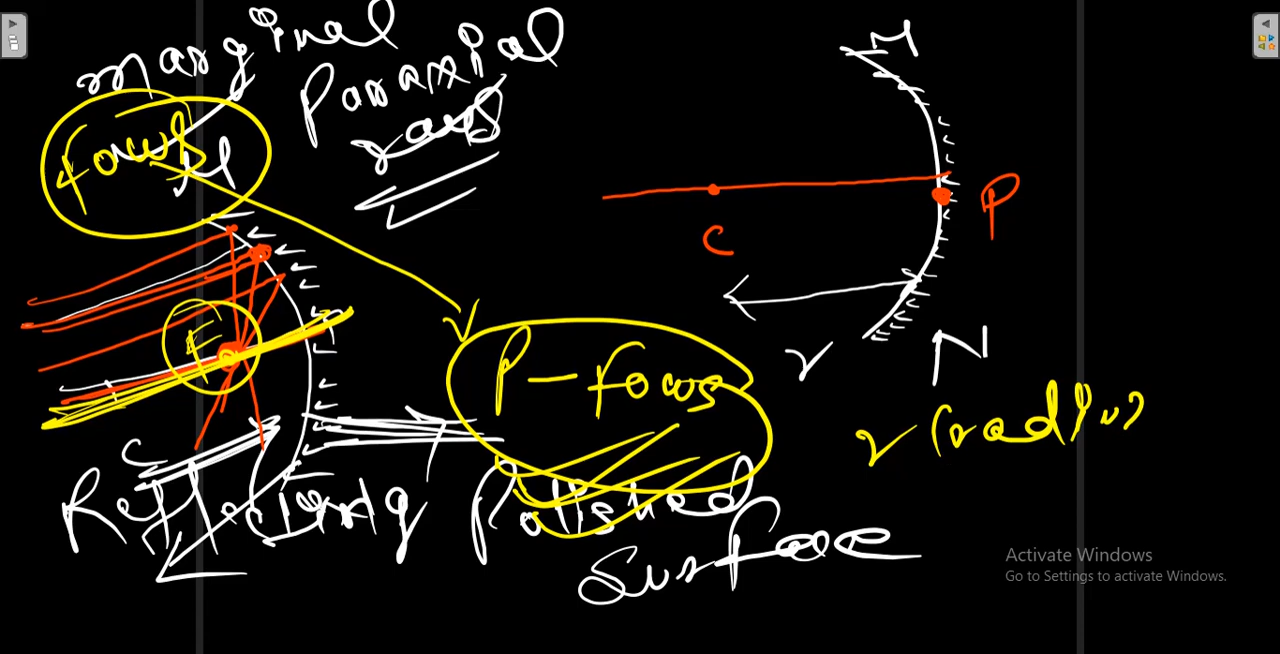 marginal
Paraxial
rays
focus
M
F
C
Reflecting Polished
Surface
P-focus
M
P
C
r
N
r (radius)
Activate Windows
Go to Settings to activate Windows.